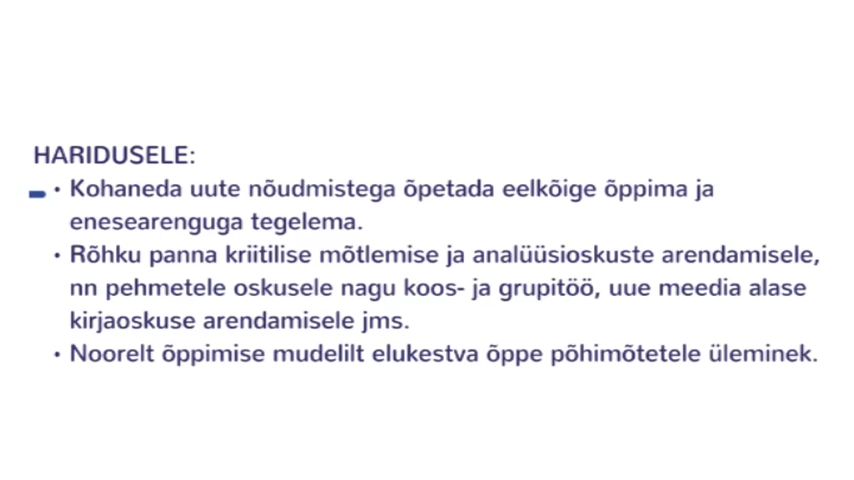 HARIDUSELE:
• Kohaneda uute nõudmistega õpetada eelkõige õppima ja
enesearenguga tegelema.
• Rõhku panna kriitilise mõtlemise ja analüüsioskuste arendamisele,
nn pehmetele oskusele nagu koos- ja grupitöö, uue meedia alase
kirjaoskuse arendamisele jms.
• Noorelt õppimise mudelilt elukestva õppe põhimõtetele üleminek.